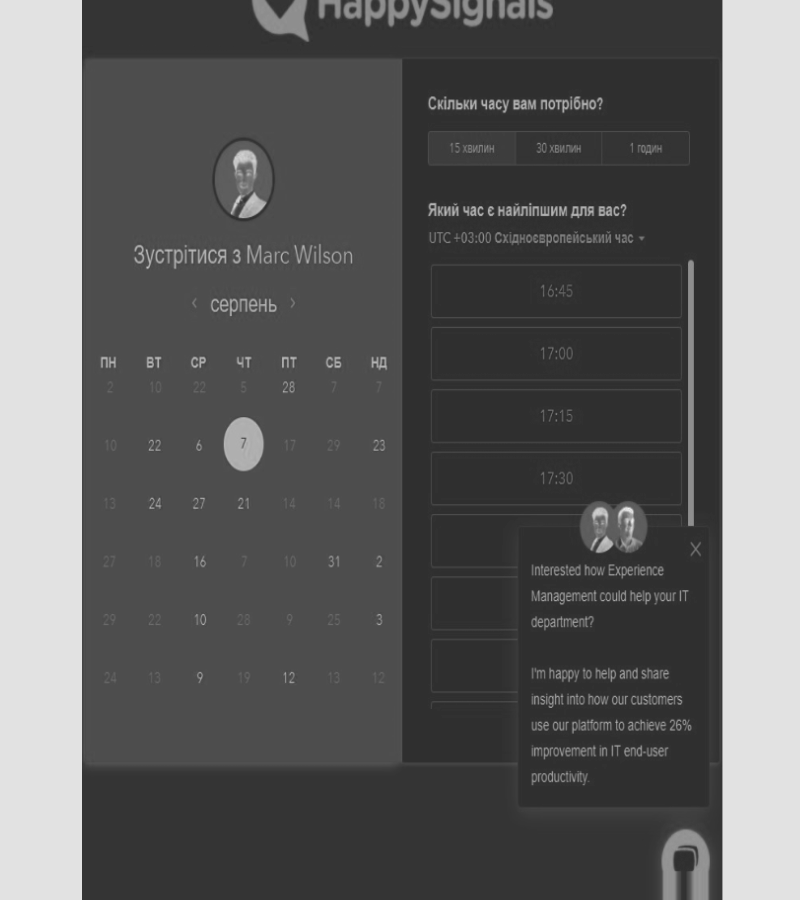 HappySignals
Зустрітися з Marc Wilson
‹ серпень ›
ПН ВТ СР ЧТ ПТ СБ НД
2 10 22 5 28 7 7
10 22 6 7 17 29 23
13 24 27 21 14 14 18
27 18 16 7 10 31 2
29 22 10 28 9 25 3
24 13 9 19 12 13 12
Скільки часу вам потрібно?
15 хвилин 30 хвилин 1 годин
Який час є найліпшим для вас?
UTC +03:00 Східноєвропейський час
16:45
17:00
17:15
17:30
Interested how Experience
Management could help your IT
department?
I'm happy to help and share
insight into how our customers
use our platform to achieve 26%
improvement in IT end-user
productivity.